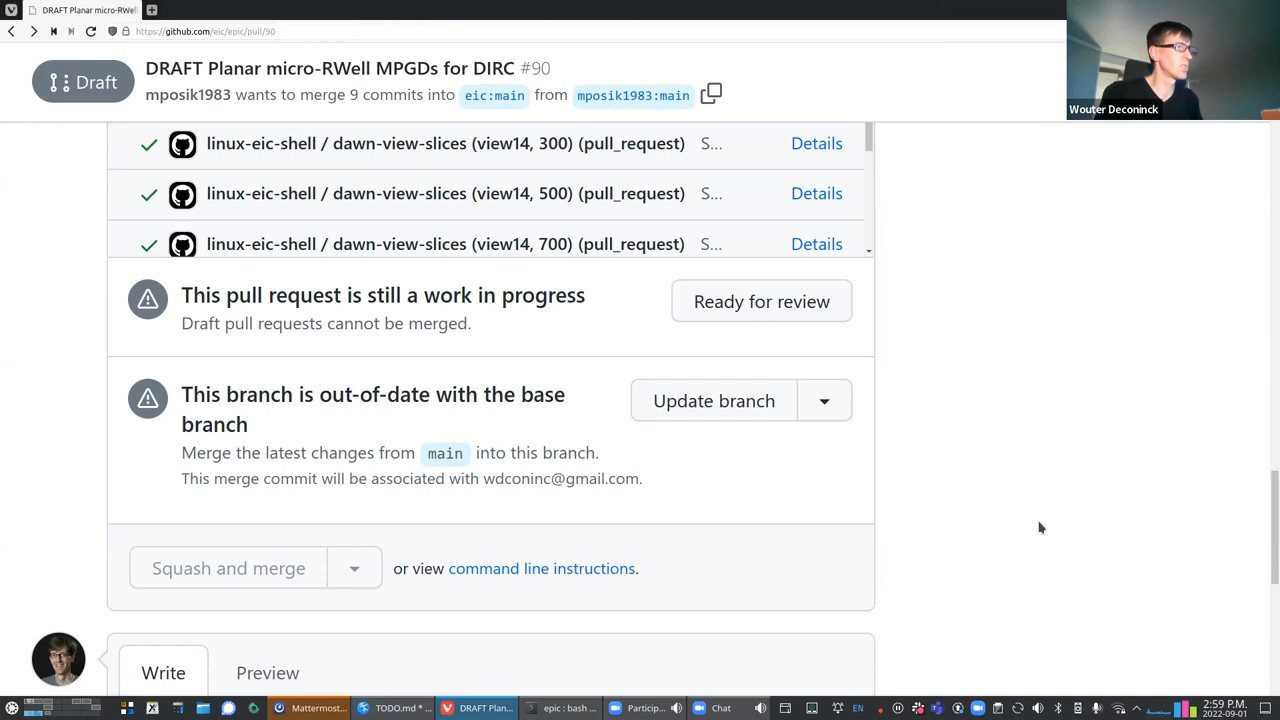 DRAFT Planar micro-RWel
https://github.com/eic/epic/pull/90
Draft
DRAFT Planar micro-RWell MPGDs for DIRC #90
mposik1983 wants to merge 9 commits into eic:main from mposik1983:main
Wouter Deconinck
linux-eic-shell / dawn-view-slices (view14, 300) (pull_request) S... Details
linux-eic-shell / dawn-view-slices (view14, 500) (pull_request) S... Details
linux-eic-shell / dawn-view-slices (view14, 700) (pull_request) S... Details
This pull request is still a work in progress
Draft pull requests cannot be merged.
Ready for review
This branch is out-of-date with the base
branch
Merge the latest changes from main into this branch.
This merge commit will be associated with wdconinc@gmail.com.
Update branch
Squash and merge
or view command line instructions.
Write Preview
Mattermost... TODO.md * ... DRAFT Plan... epic : bash ... Particip... Chat EN 2:59 P.M.
2022-09-01